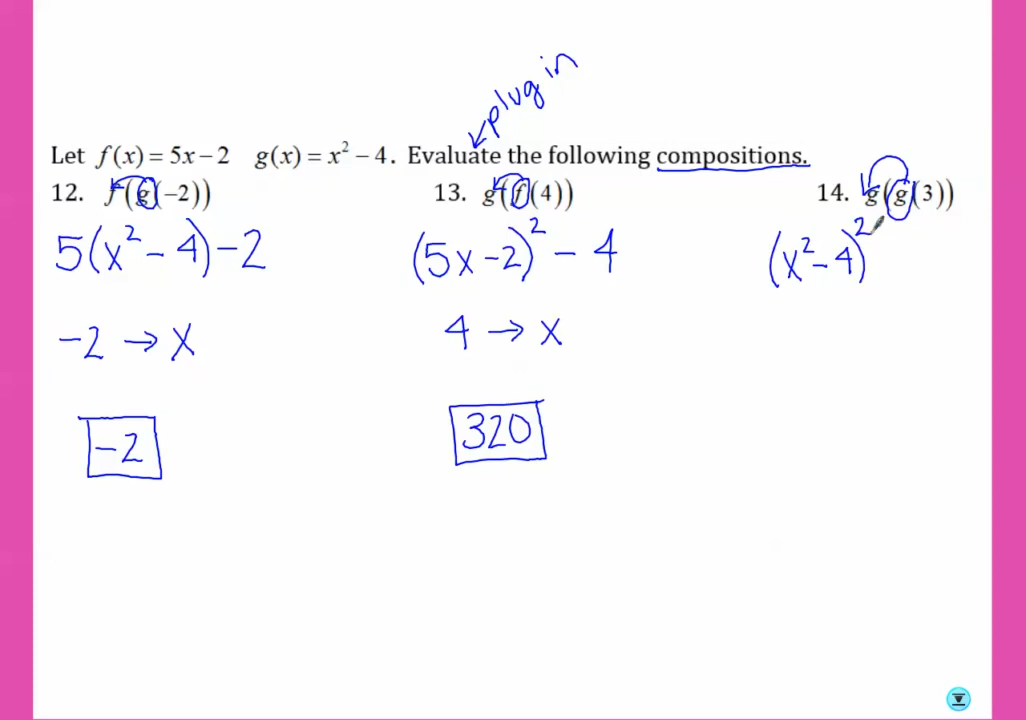 plug in
Let f(x) = 5x − 2 g(x) = x² − 4. Evaluate the following compositions.
12. f(g(−2)) 13. g(f(4)) 14. g(g(3))
5(x² − 4) − 2 (5x − 2)² − 4 (x² − 4)²
−2 → x 4 → x
−2 320